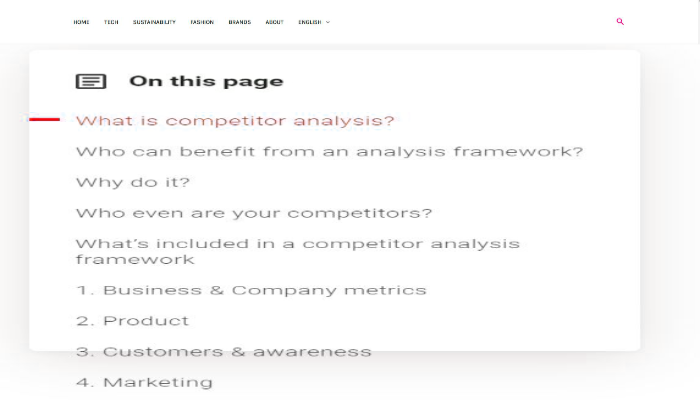 HOME TECH SUSTAINABILITY FASHION BRANDS ABOUT ENGLISH
On this page
What is competitor analysis?
Who can benefit from an analysis framework?
Why do it?
Who even are your competitors?
What's included in a competitor analysis
framework
1. Business & Company metrics
2. Product
3. Customers & awareness
4. Marketing